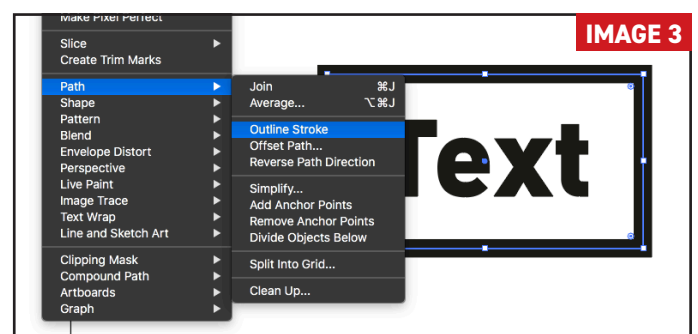 Make Pixel Perfect
IMAGE 3
Slice
Create Trim Marks
Path
Shape
Pattern
Blend
Envelope Distort
Perspective
Live Paint
Image Trace
Text Wrap
Line and Sketch Art
Clipping Mask
Compound Path
Artboards
Graph
Join ⌘J
Average... ⌥⌘J
Outline Stroke
Offset Path...
Reverse Path Direction
Simplify...
Add Anchor Points
Remove Anchor Points
Divide Objects Below
Split Into Grid...
Clean Up...
Text